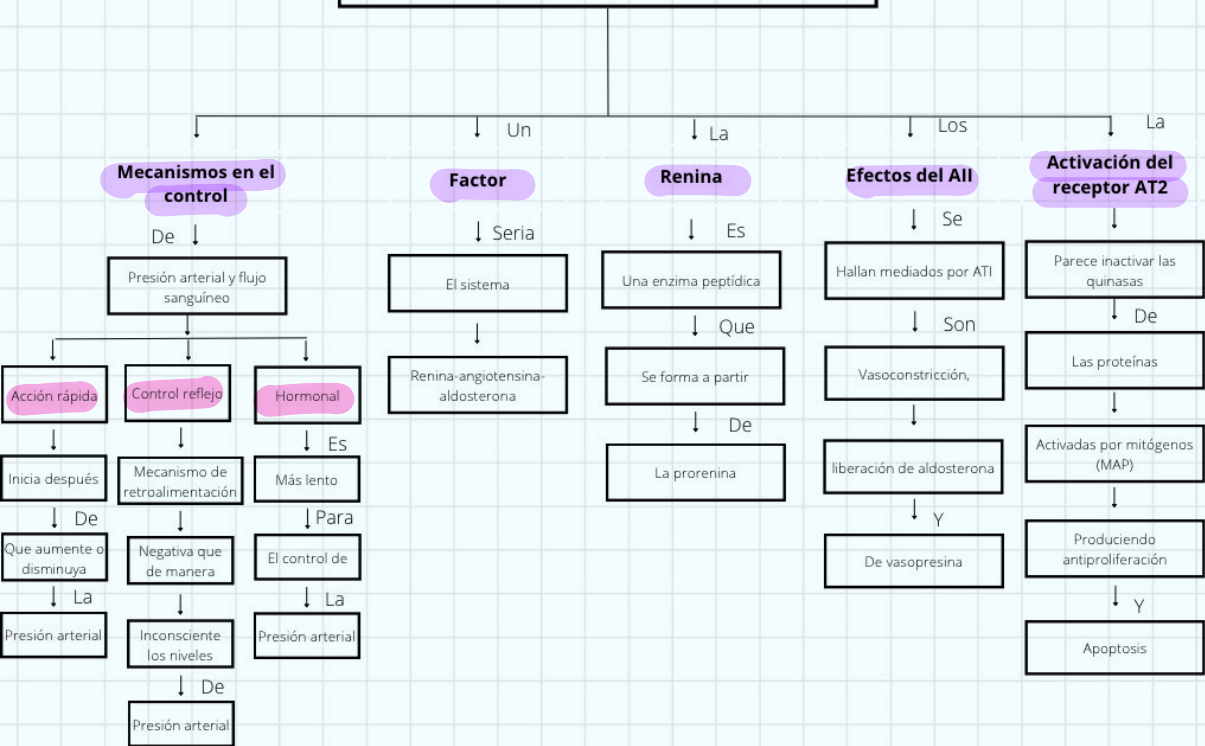 Un
La
Los
La
Mecanismos en el
control
De
Presión arterial y flujo
sanguíneo
Acción rápida
Inicia después
De
Que aumente o
disminuya
La
Presión arterial
Control reflejo
Mecanismo de
retroalimentación
Negativa que
de manera
Inconsciente
los niveles
De
Presión arterial
Hormonal
Es
Más lento
Para
El control de
La
Presión arterial
Factor
Seria
El sistema
Renina-angiotensina-
aldosterona
Renina
Es
Una enzima peptídica
Que
Se forma a partir
De
La prorenina
Efectos del AII
Se
Hallan mediados por ATI
Son
Vasoconstricción,
liberación de aldosterona
Y
De vasopresina
Activación del
receptor AT2
Parece inactivar las
quinasas
De
Las proteínas
Activadas por mitógenos
(MAP)
Produciendo
antiproliferación
Y
Apoptosis